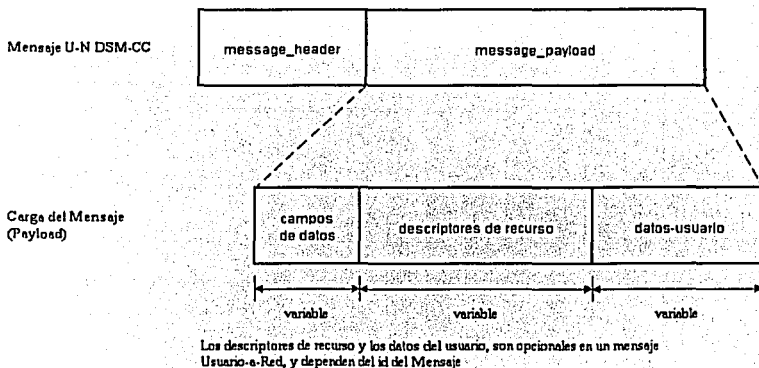 Mensaje U-N DSM-CC
message_header
message_payload
Carga del Mensaje
(Payload)
campos
de datos
descriptores de recurso
datos-usuario
variable
variable
variable
Los descriptores de recurso y los datos del usuario, son opcionales en un mensaje
Usuario-a-Red, y dependen del id del Mensaje